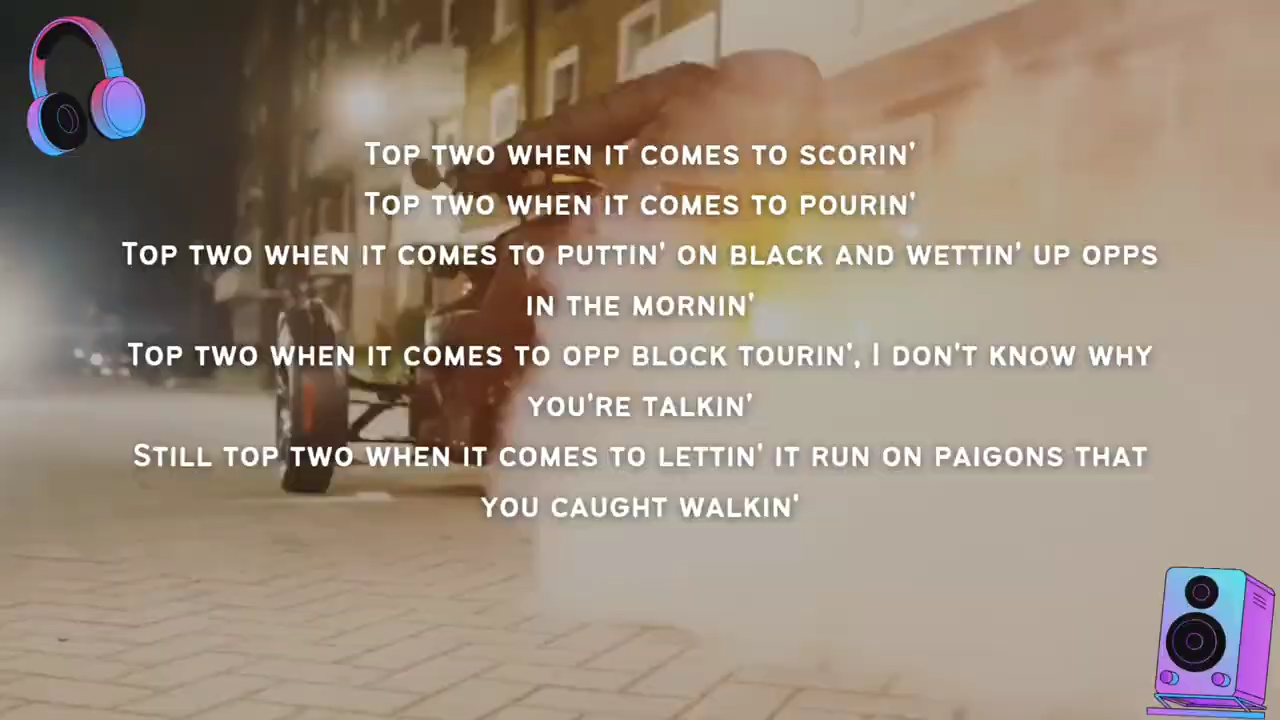 Top two when it comes to scorin'
Top two when it comes to pourin'
Top two when it comes to puttin' on black and wettin' up opps
in the mornin'
Top two when it comes to opp block tourin', I don't know why
you're talkin'
Still top two when it comes to lettin' it run on paigons that
you caught walkin'